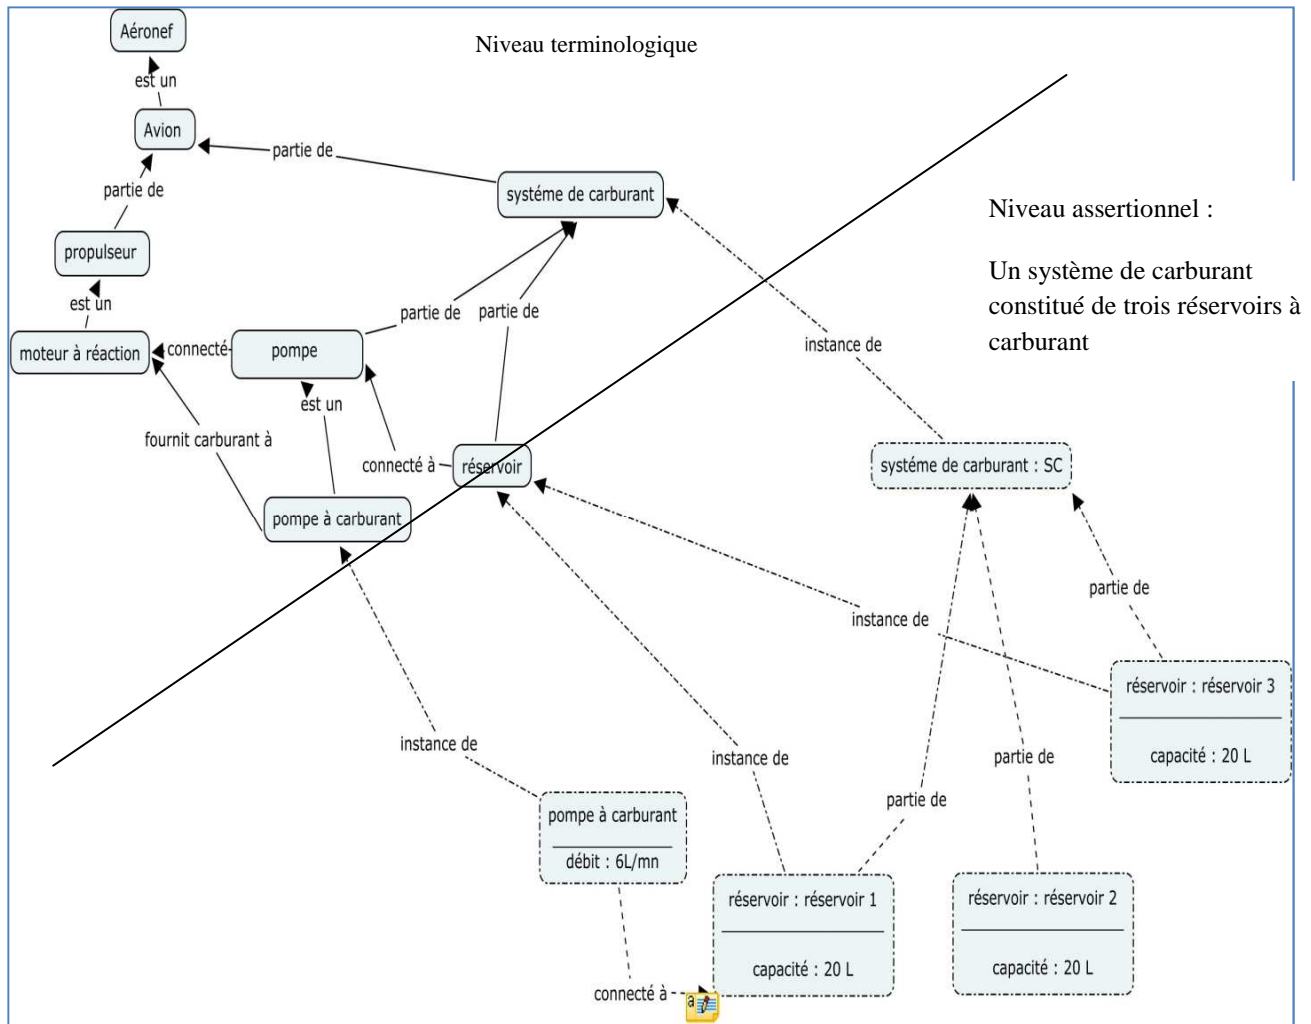 Aéronef
Niveau terminologique
est un
Avion
partie de
partie de
systéme de carburant
Niveau assertionnel :
propulseur
Un système de carburant
constitué de trois réservoirs à
carburant
est un
partie de
partie de
moteur à réaction
connecté
pompe
instance de
est un
fournit carburant à
connecté à
réservoir
systéme de carburant : SC
pompe à carburant
partie de
instance de
réservoir : réservoir 3
capacité : 20 L
instance de
instance de
partie de
partie de
pompe à carburant
débit : 6L/mn
réservoir : réservoir 1
capacité : 20 L
réservoir : réservoir 2
capacité : 20 L
connecté à
a